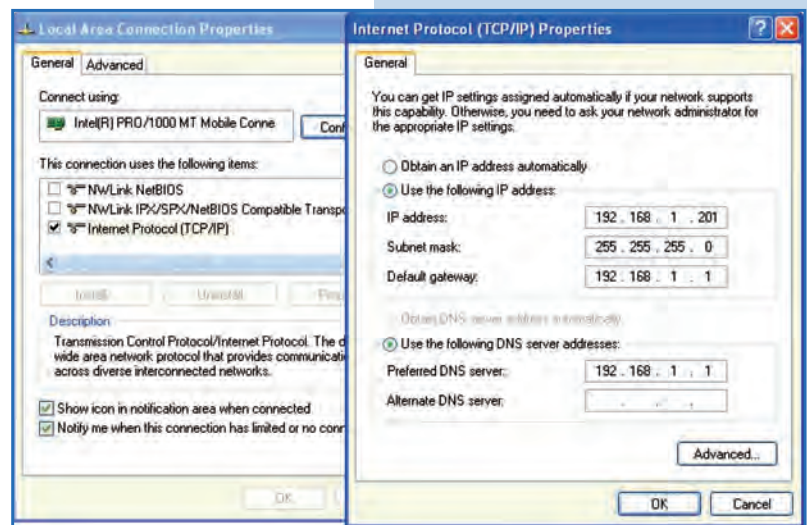 Local Area Connection Properties
General Advanced
Connect using:
Intel(R) PRO/1000 MT Mobile Conne
Conf
This connection uses the following items:
NWLink NetBIOS
NWLink IPX/SPX/NetBIOS Compatible Transpo
Internet Protocol (TCP/IP)
Install
Uninstall
Description
Transmission Control Protocol/Internet Protocol. The d
wide area network protocol that provides communicati
across diverse interconnected networks.
Show icon in notification area when connected
Notify me when this connection has limited or no conn
OK
Internet Protocol (TCP/IP) Properties
General
You can get IP settings assigned automatically if your network supports
this capability. Otherwise, you need to ask your network administrator for
the appropriate IP settings.
Obtain an IP address automatically
Use the following IP address:
IP address: 192 . 168 . 1 . 201
Subnet mask: 255 . 255 . 255 . 0
Default gateway: 192 . 168 . 1 . 1
Obtain DNS server address automatically
Use the following DNS server addresses:
Preferred DNS server: 192 . 168 . 1 . 1
Alternate DNS server: . . .
Advanced...
OK Cancel